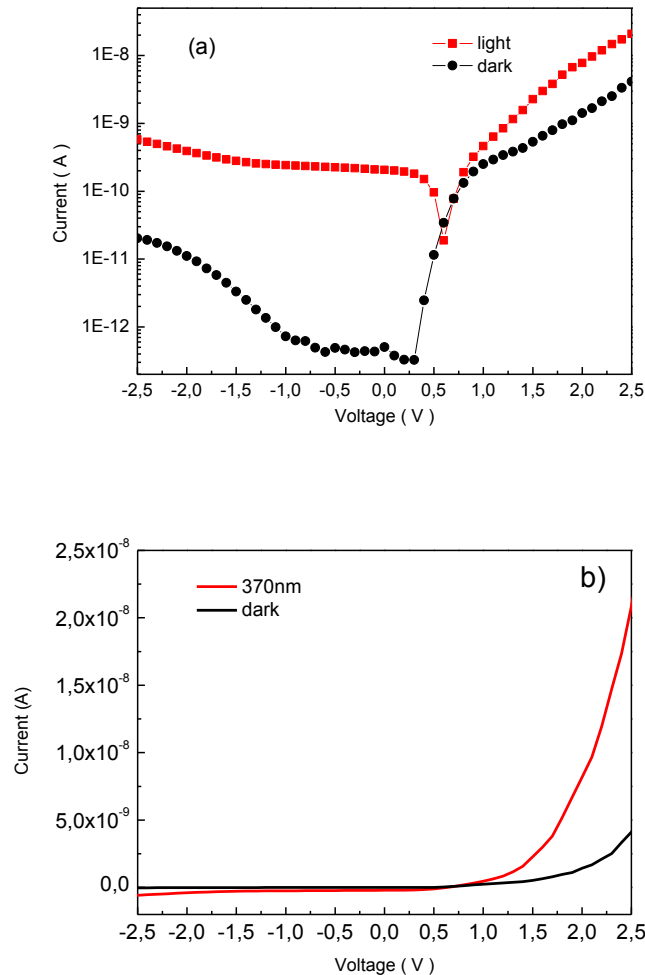 (a)
light
dark
1E-8
1E-9
1E-10
1E-11
1E-12
Current ( A )
-2,5 -2,0 -1,5 -1,0 -0,5 0,0 0,5 1,0 1,5 2,0 2,5
Voltage ( V )
b)
370nm
dark
2,5x10⁻⁸
2,0x10⁻⁸
1,5x10⁻⁸
1,0x10⁻⁸
5,0x10⁻⁹
0,0
Current (A)
-2,5 -2,0 -1,5 -1,0 -0,5 0,0 0,5 1,0 1,5 2,0 2,5
Voltage ( V )